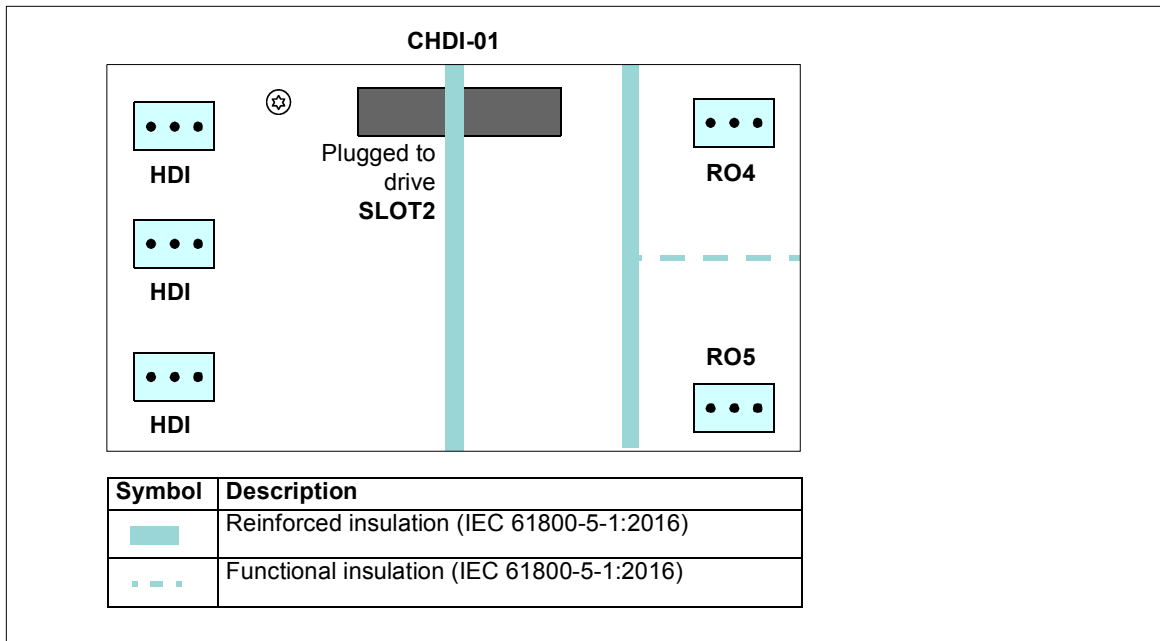 CHDI-01
HDI
Plugged to
drive
SLOT2
RO4
HDI
RO5
HDI
Symbol Description
Reinforced insulation (IEC 61800-5-1:2016)
Functional insulation (IEC 61800-5-1:2016)